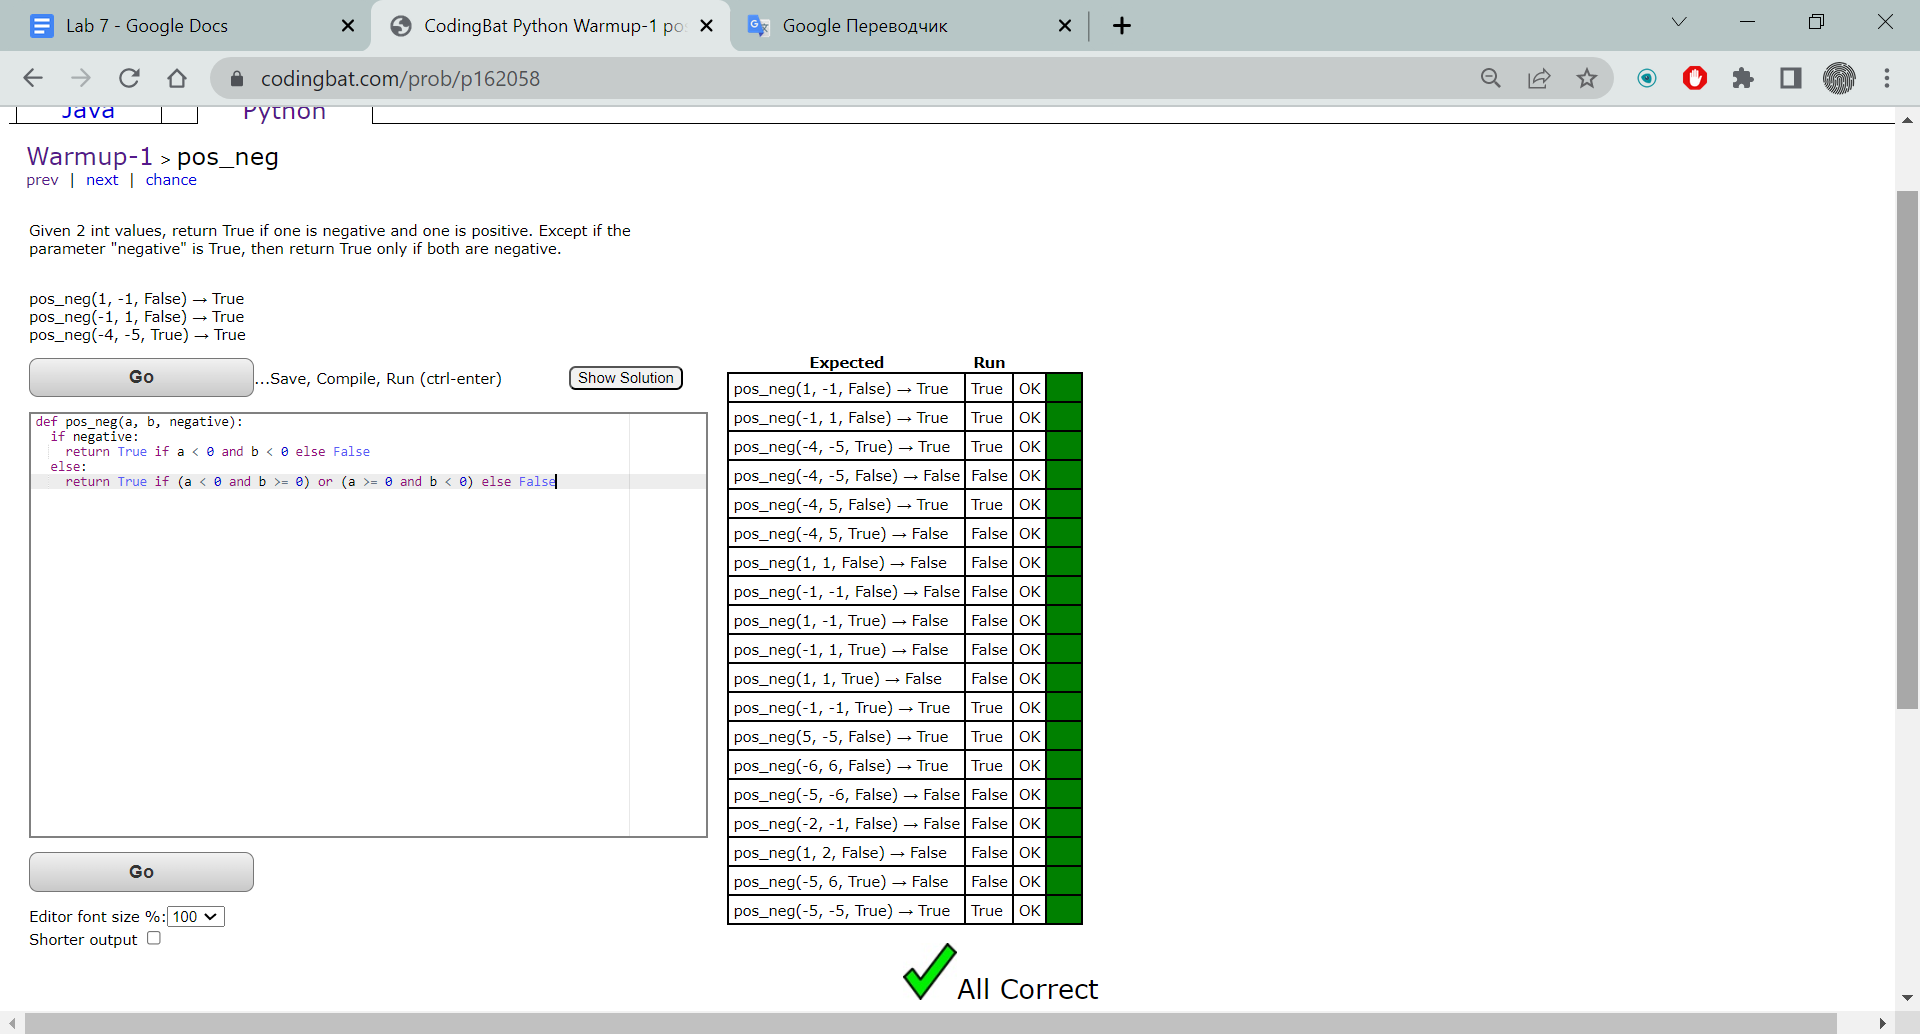 Lab 7 - Google Docs
CodingBat Python Warmup-1 po
Google Переводчик
codingbat.com/prob/p162058
Java
Python
Warmup-1 > pos_neg
prev | next | chance
Given 2 int values, return True if one is negative and one is positive. Except if the
parameter "negative" is True, then return True only if both are negative.
pos_neg(1, -1, False) → True
pos_neg(-1, 1, False) → True
pos_neg(-4, -5, True) → True
Go
...Save, Compile, Run (ctrl-enter)
Show Solution
def pos_neg(a, b, negative):
  if negative:
    return True if a < 0 and b < 0 else False
  else:
    return True if (a < 0 and b >= 0) or (a >= 0 and b < 0) else False
Go
Editor font size %: 100
Shorter output
Expected Run
pos_neg(1, -1, False) → True True OK
pos_neg(-1, 1, False) → True True OK
pos_neg(-4, -5, True) → True True OK
pos_neg(-4, -5, False) → False False OK
pos_neg(-4, 5, False) → True True OK
pos_neg(-4, 5, True) → False False OK
pos_neg(1, 1, False) → False False OK
pos_neg(-1, -1, False) → False False OK
pos_neg(1, -1, True) → False False OK
pos_neg(-1, 1, True) → False False OK
pos_neg(1, 1, True) → False False OK
pos_neg(-1, -1, True) → True True OK
pos_neg(5, -5, False) → True True OK
pos_neg(-6, 6, False) → True True OK
pos_neg(-5, -6, False) → False False OK
pos_neg(-2, -1, False) → False False OK
pos_neg(1, 2, False) → False False OK
pos_neg(-5, 6, True) → False False OK
pos_neg(-5, -5, True) → True True OK
All Correct